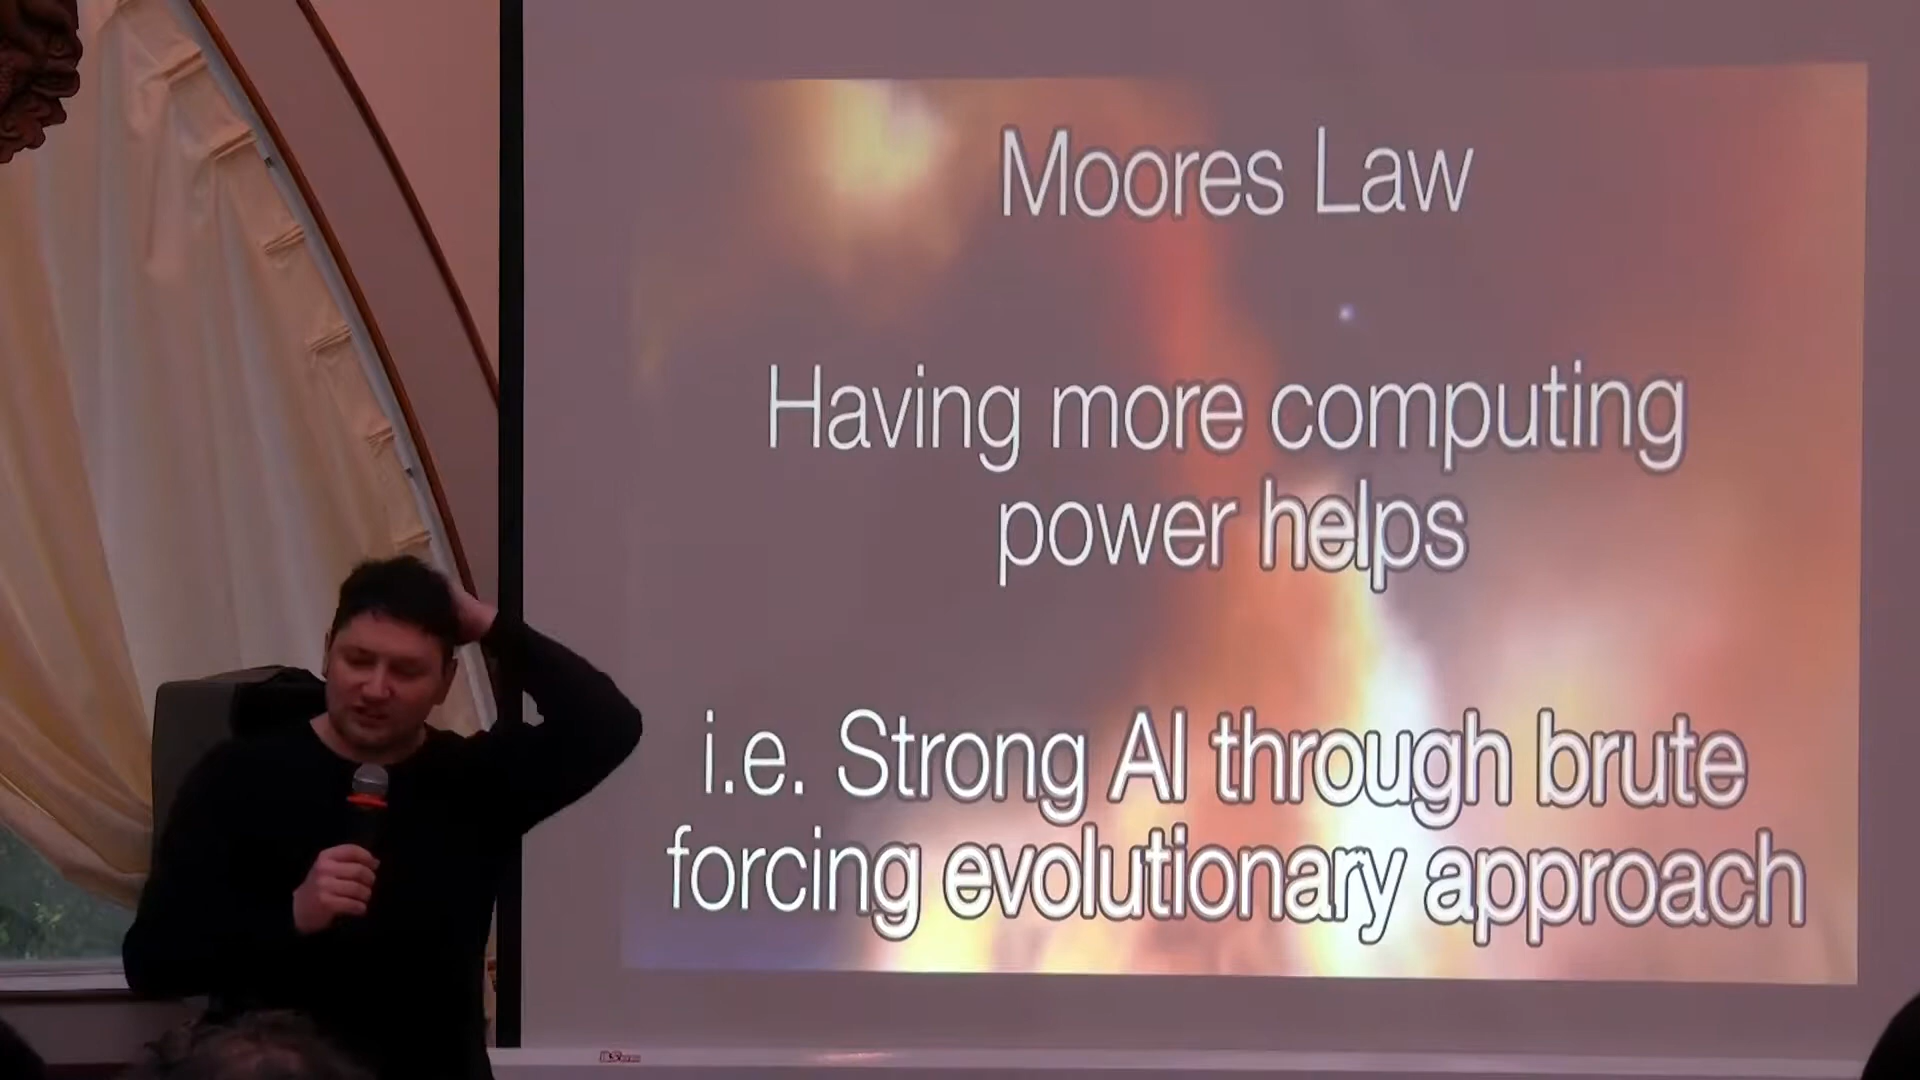 Moores Law
Having more computing
power helps
i.e. Strong AI through brute
forcing evolutionary approach